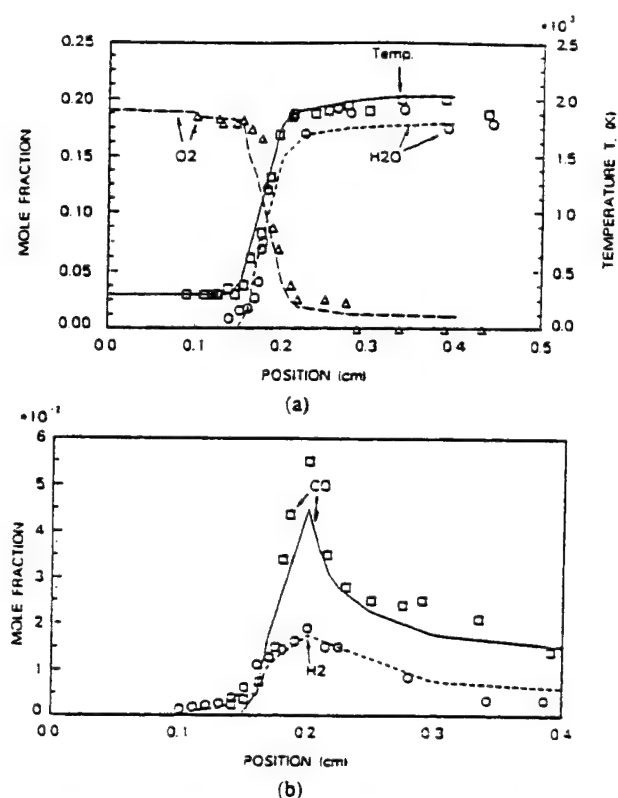 *10^3
0.25
0.20
0.15
0.10
0.05
0.00
MOLE FRACTION
2.5
2.0
1.5
1.0
0.5
0.0
TEMPERATURE T. (K)
Temp.
O2
H2O
0.0 0.1 0.2 0.3 0.4 0.5
POSITION (cm)
(a)
6
5
4
3
2
1
0
MOLE FRACTION
H2
0.0 0.1 0.2 0.3 0.4
POSITION (cm)
(b)